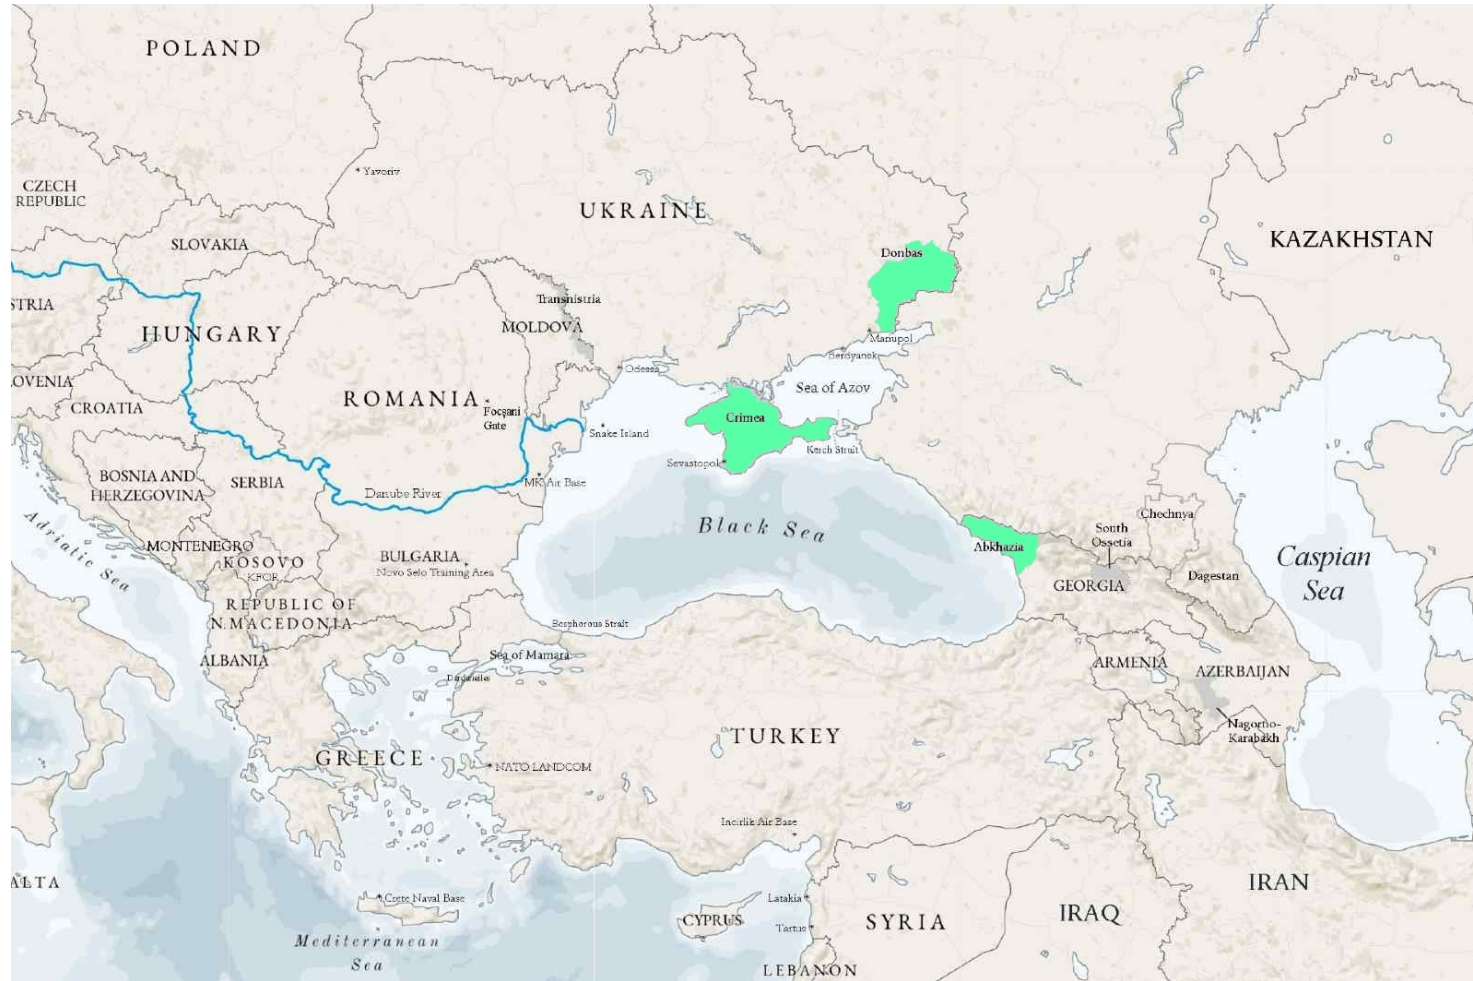 POLAND
Yavoriv
CZECH
REPUBLIC
UKRAINE
SLOVAKIA
KAZAKHSTAN
Donbas
STRIA
Transnistria
HUNGARY
MOLDOVA
Mariupol
Berdyansk
Odessa
OVENIA
Sea of Azov
ROMANIA
CROATIA
Focșani
Gate
Crimea
Snake Island
Kerch Strait
Sevastopol
BOSNIA AND
HERZEGOVINA
SERBIA
MK Air Base
Danube River
Adriatic Sea
Black Sea
Chechnya
South
Ossetia
MONTENEGRO
KOSOVO
KFOR
BULGARIA
Novo Selo Training Area
Abkhazia
GEORGIA
Dagestan
Caspian
Sea
REPUBLIC OF
N.MACEDONIA
Bospherous Strait
ALBANIA
Sea of Mamara
Dardanelles
ARMENIA
AZERBAIJAN
Nagorno-
Karabakh
TURKEY
GREECE
NATO LANDCOM
Incirlik Air Base
ALTA
Crete Naval Base
IRAN
Latakia
CYPRUS
SYRIA
IRAQ
Tartus
Mediterranean
Sea
LEBANON